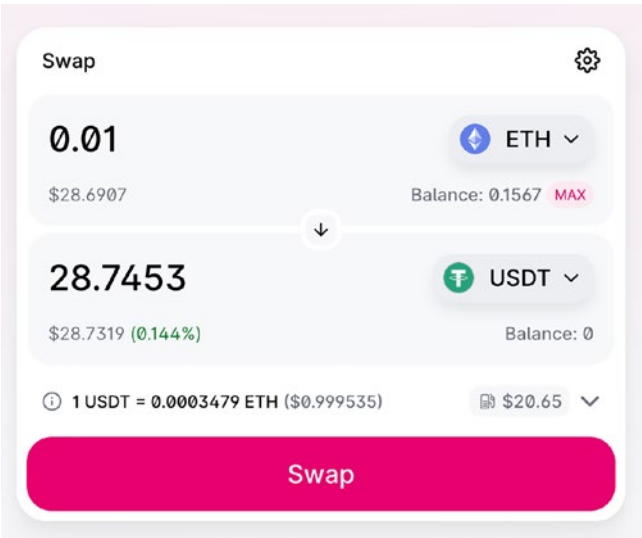 Swap
0.01
ETH
$28.6907
Balance: 0.1567 MAX
28.7453
USDT
$28.7319 (0.144%)
Balance: 0
1 USDT = 0.0003479 ETH ($0.999535)
$20.65
Swap